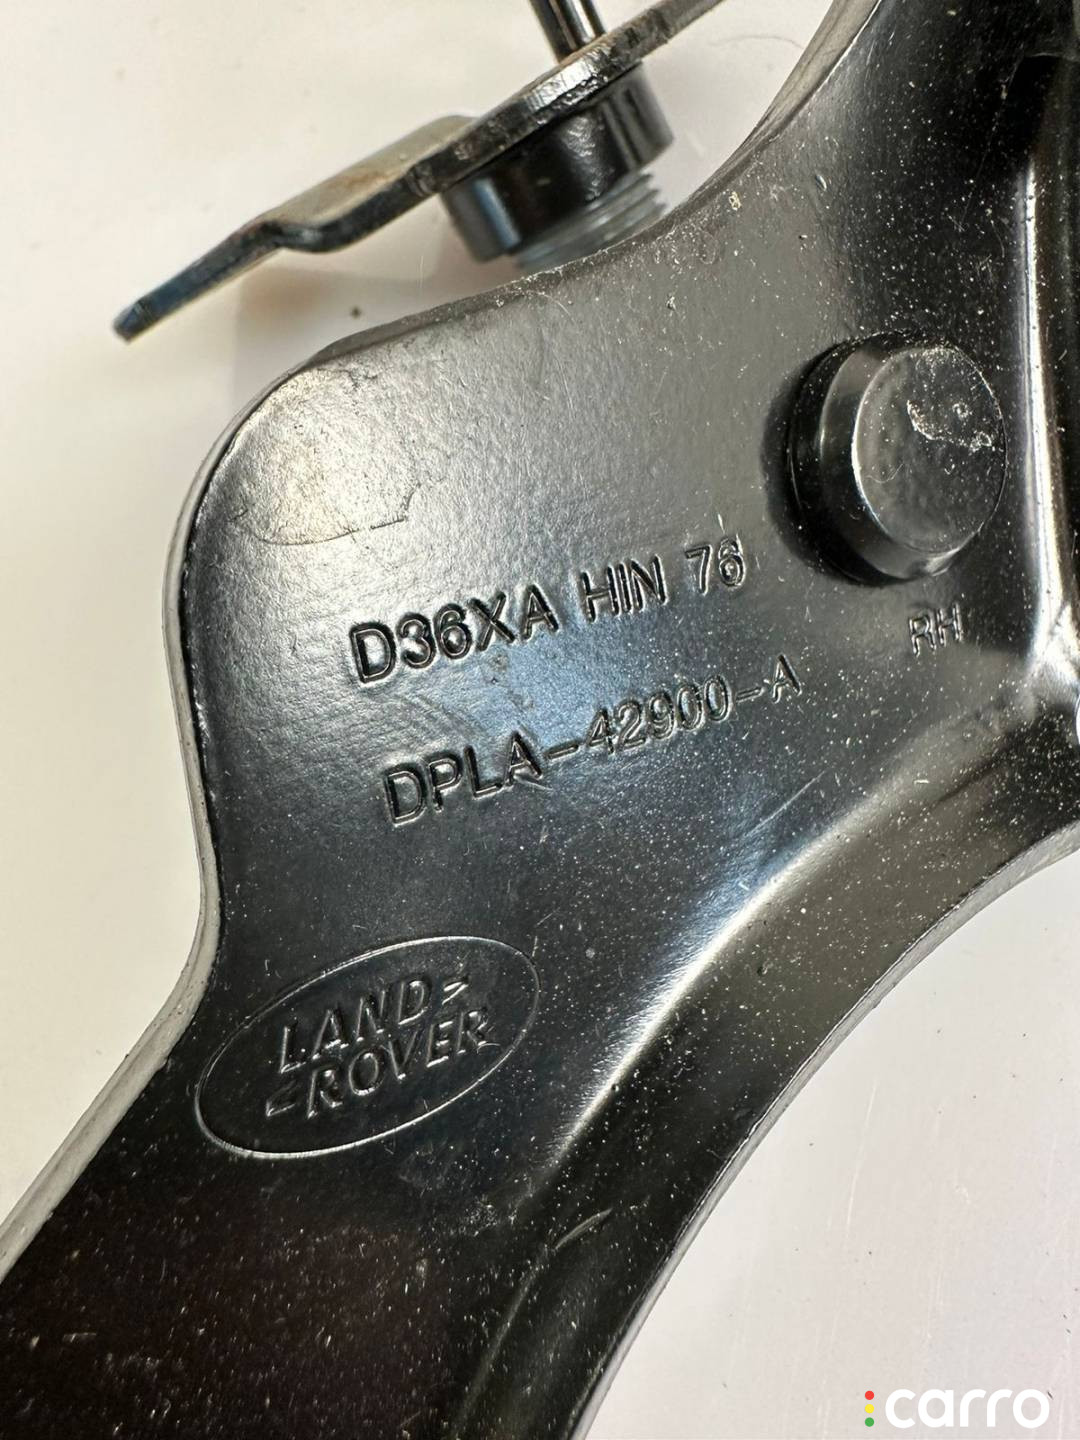 D36XA HIN 76
RH
DPLA-42900-A
LAND
ROVER
carro